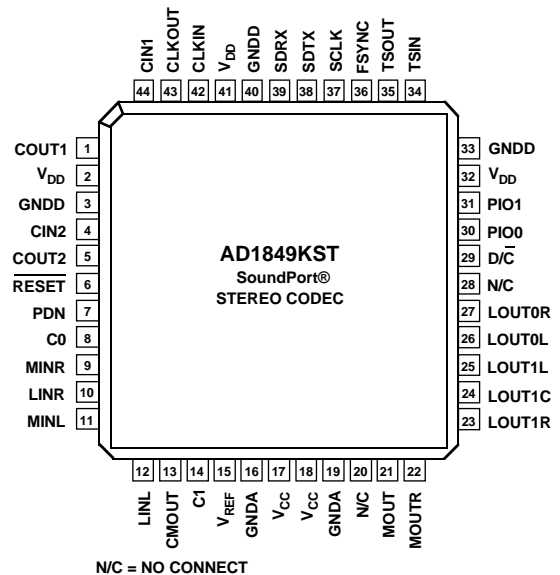 CIN1 CLKOUT CLKIN VDD GNDD SDRX SDTX SCLK FSYNC TSOUT TSIN
44 43 42 41 40 39 38 37 36 35 34
COUT1 1
VDD 2
GNDD 3
CIN2 4
COUT2 5
RESET 6
PDN 7
C0 8
MINR 9
LINR 10
MINL 11
AD1849KST
SoundPort®
STEREO CODEC
33 GNDD
32 VDD
31 PIO1
30 PIO0
29 D/C
28 N/C
27 LOUT0R
26 LOUT0L
25 LOUT1L
24 LOUT1C
23 LOUT1R
12 13 14 15 16 17 18 19 20 21 22
LINL CMOUT C1 VREF GNDA VCC VCC GNDA N/C MOUT MOUTR
N/C = NO CONNECT